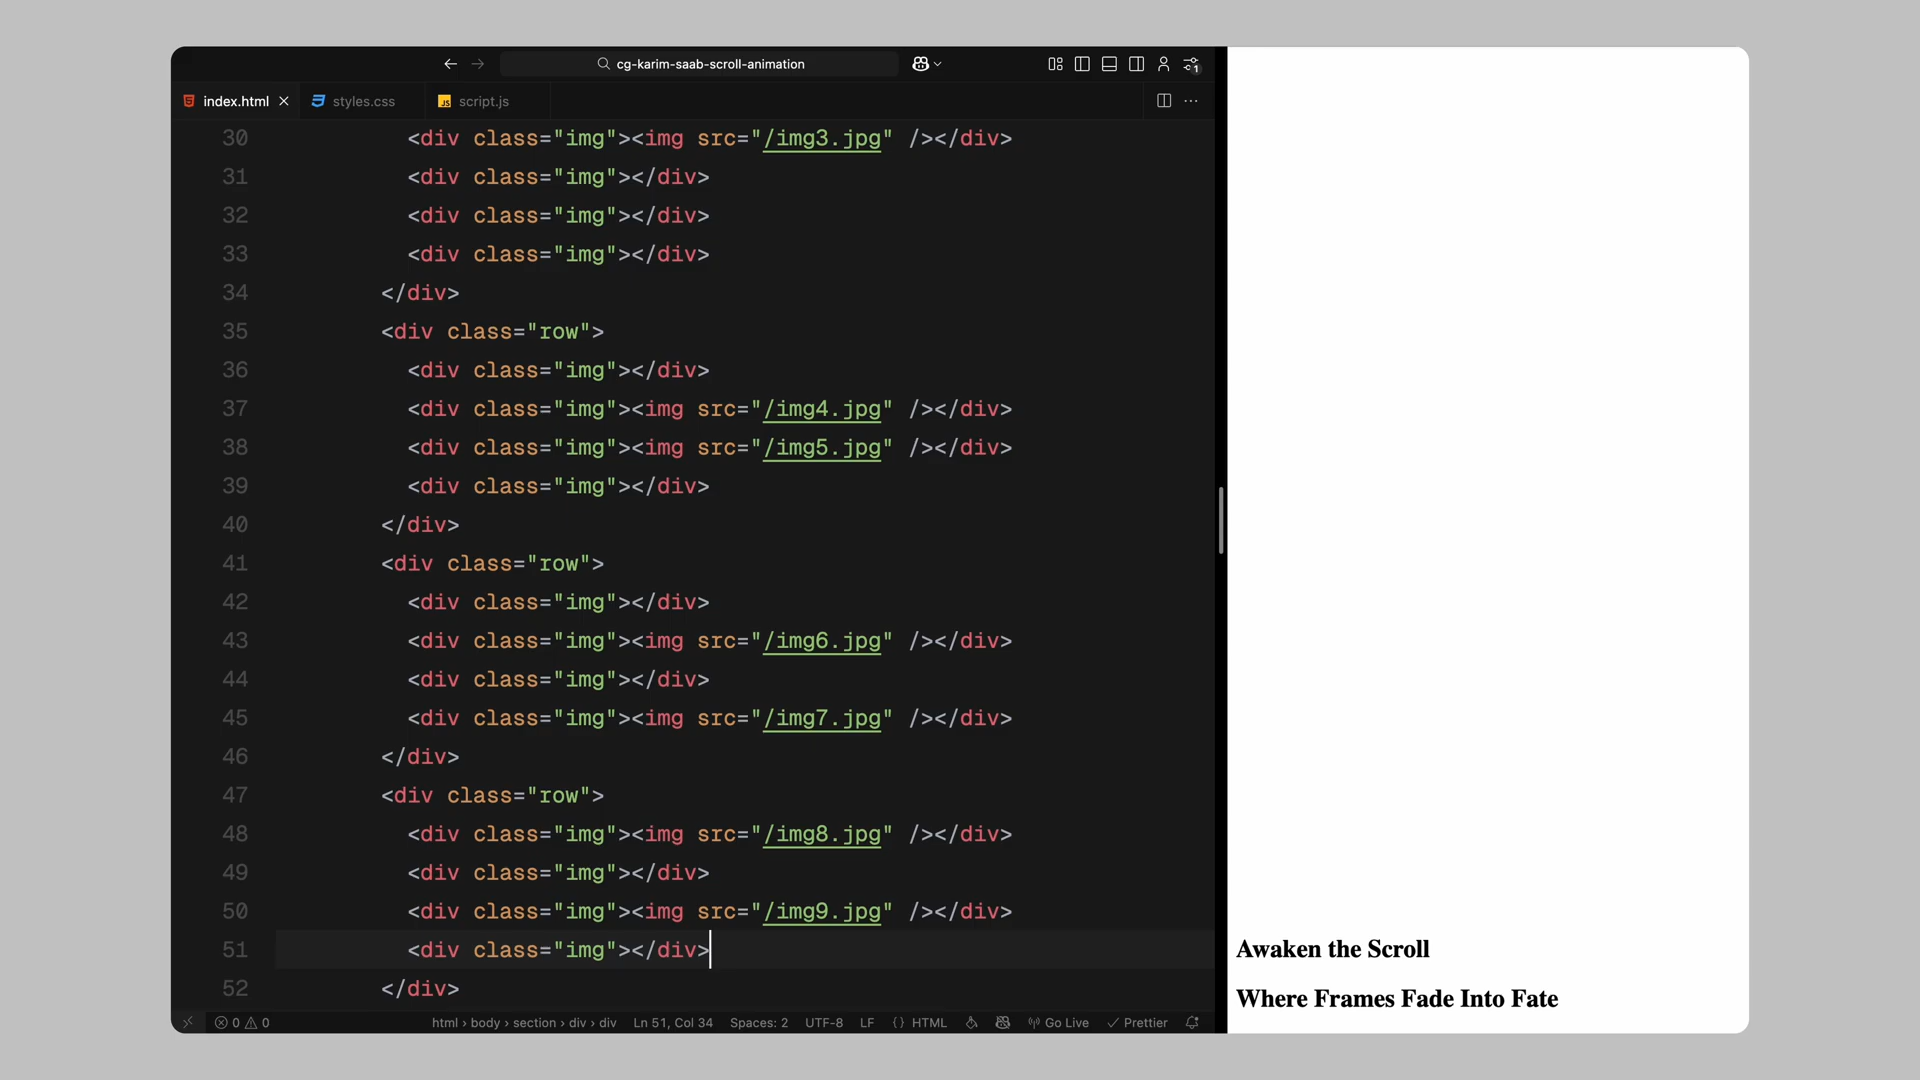 cg-karim-saab-scroll-animation
index.html styles.css script.js
30 <div class="img"><img src="/img3.jpg" /></div>
31 <div class="img"></div>
32 <div class="img"></div>
33 <div class="img"></div>
34 </div>
35 <div class="row">
36 <div class="img"></div>
37 <div class="img"><img src="/img4.jpg" /></div>
38 <div class="img"><img src="/img5.jpg" /></div>
39 <div class="img"></div>
40 </div>
41 <div class="row">
42 <div class="img"></div>
43 <div class="img"><img src="/img6.jpg" /></div>
44 <div class="img"></div>
45 <div class="img"><img src="/img7.jpg" /></div>
46 </div>
47 <div class="row">
48 <div class="img"><img src="/img8.jpg" /></div>
49 <div class="img"></div>
50 <div class="img"><img src="/img9.jpg" /></div>
51 <div class="img"></div>
52 </div>
0 0 html › body › section › div › div Ln 51, Col 34 Spaces: 2 UTF-8 LF {} HTML Go Live Prettier
Awaken the Scroll
Where Frames Fade Into Fate